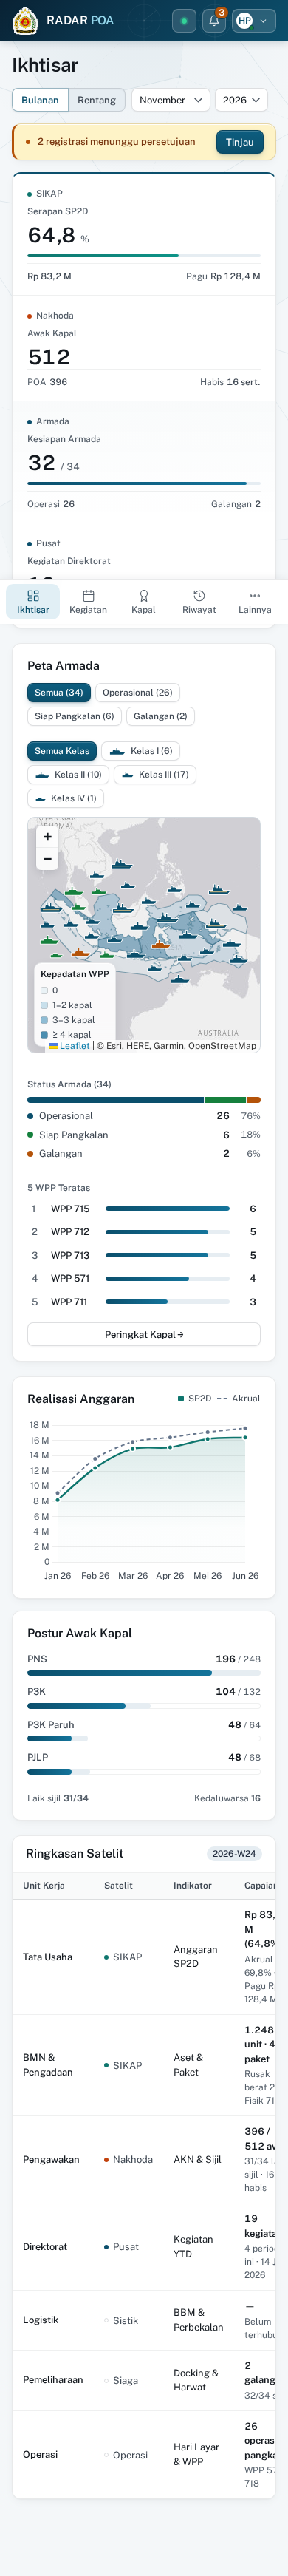 RADAR POA
3
HP
Ikhtisar
Bulanan
Rentang
November
2026
2 registrasi menunggu persetujuan
Tinjau
SIKAP
Serapan SP2D
64,8 %
Rp 83,2 M
Pagu Rp 128,4 M
Nakhoda
Awak Kapal
512
POA 396
Habis 16 sert.
Armada
Kesiapan Armada
32 / 34
Operasi 26
Galangan 2
Pusat
Kegiatan Direktorat
Ikhtisar
Kegiatan
Kapal
Riwayat
Lainnya
Peta Armada
Semua (34)
Operasional (26)
Siap Pangkalan (6)
Galangan (2)
Semua Kelas
Kelas I (6)
Kelas II (10)
Kelas III (17)
Kelas IV (1)
+
−
Kepadatan WPP
0
1–2 kapal
3–3 kapal
≥ 4 kapal
AUSTRALIA
Leaflet | © Esri, HERE, Garmin, OpenStreetMap
Status Armada (34)
Operasional 26 76%
Siap Pangkalan 6 18%
Galangan 2 6%
5 WPP Teratas
1 WPP 715 6
2 WPP 712 5
3 WPP 713 5
4 WPP 571 4
5 WPP 711 3
Peringkat Kapal →
Realisasi Anggaran
SP2D
Akrual
18 M
16 M
14 M
12 M
10 M
8 M
6 M
4 M
2 M
0
Jan 26
Feb 26
Mar 26
Apr 26
Mei 26
Jun 26
Postur Awak Kapal
PNS 196 / 248
P3K 104 / 132
P3K Paruh 48 / 64
PJLP 48 / 68
Laik sijil 31/34
Kedaluwarsa 16
Ringkasan Satelit
2026-W24
Unit Kerja
Satelit
Indikator
Tata Usaha
SIKAP
Anggaran
SP2D
Rp 83,
M
(64,8%
Akrual
69,8% ·
Pagu Rp
128,4 M
BMN &
Pengadaan
SIKAP
Aset &
Paket
1.248
unit · 4
paket
Rusak
berat 2
Fisik 71
Pengawakan
Nakhoda
AKN & Sijil
396 /
512 aw
31/34 la
sijil · 16
habis
Direktorat
Pusat
Kegiatan
YTD
19
kegiata
4 period
ini · 14 J
2026
Logistik
Sistik
BBM &
Perbekalan
—
Belum
terhubu
Pemeliharaan
Siaga
Docking &
Harwat
2
galang
32/34 s
Operasi
Operasi
Hari Layar
& WPP
26
operas
pangka
WPP 57
718